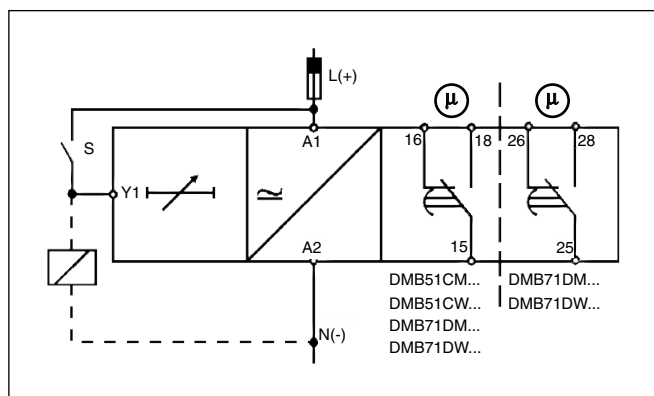 L(+)
µ
µ
A1
16
18
26
28
S
Y1
≃
A2
15
25
DMB51CM...
DMB51CW...
DMB71DM...
DMB71DW...
DMB71DM...
DMB71DW...
N(-)